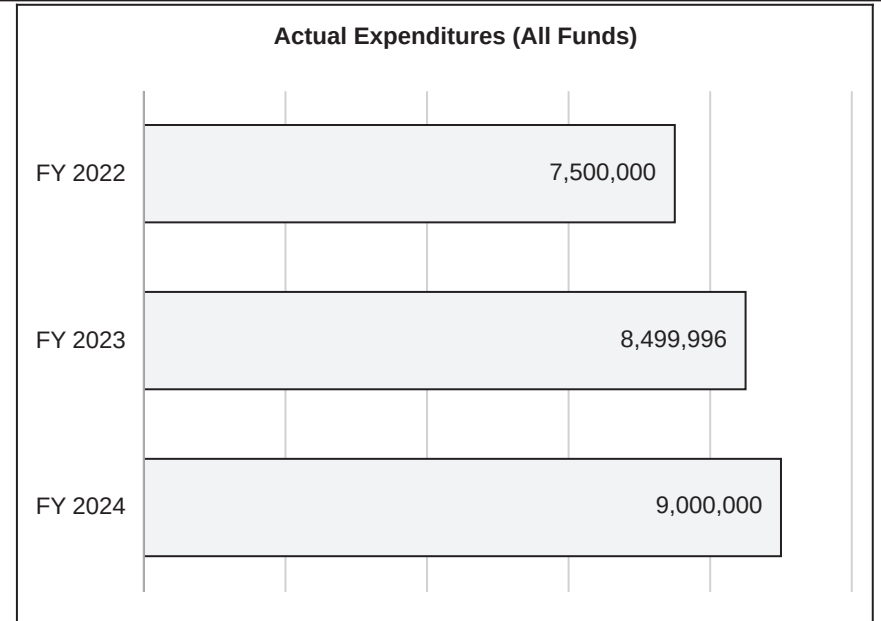 Actual Expenditures (All Funds)
FY 2022 7,500,000
FY 2023 8,499,996
FY 2024 9,000,000